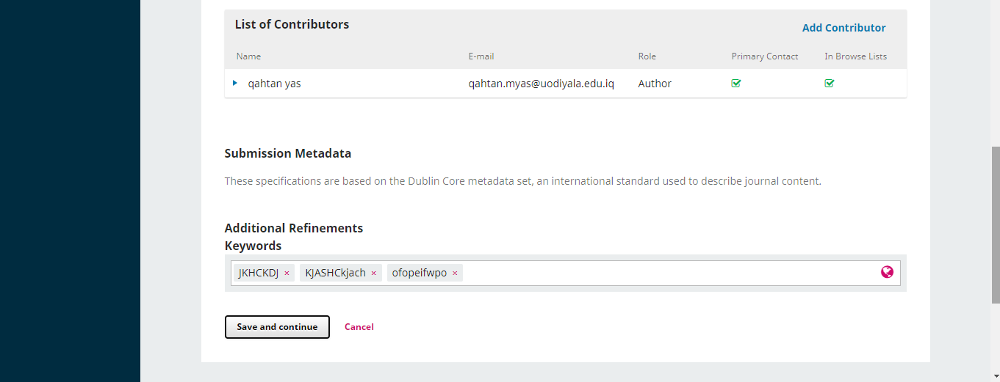 List of Contributors
Add Contributor
Name E-mail Role Primary Contact In Browse Lists
qahtan yas qahtan.myas@uodiyala.edu.iq Author
Submission Metadata
These specifications are based on the Dublin Core metadata set, an international standard used to describe journal content.
Additional Refinements
Keywords
JKHCKDJ × KJASHCkjach × ofopeifwpo ×
Save and continue Cancel